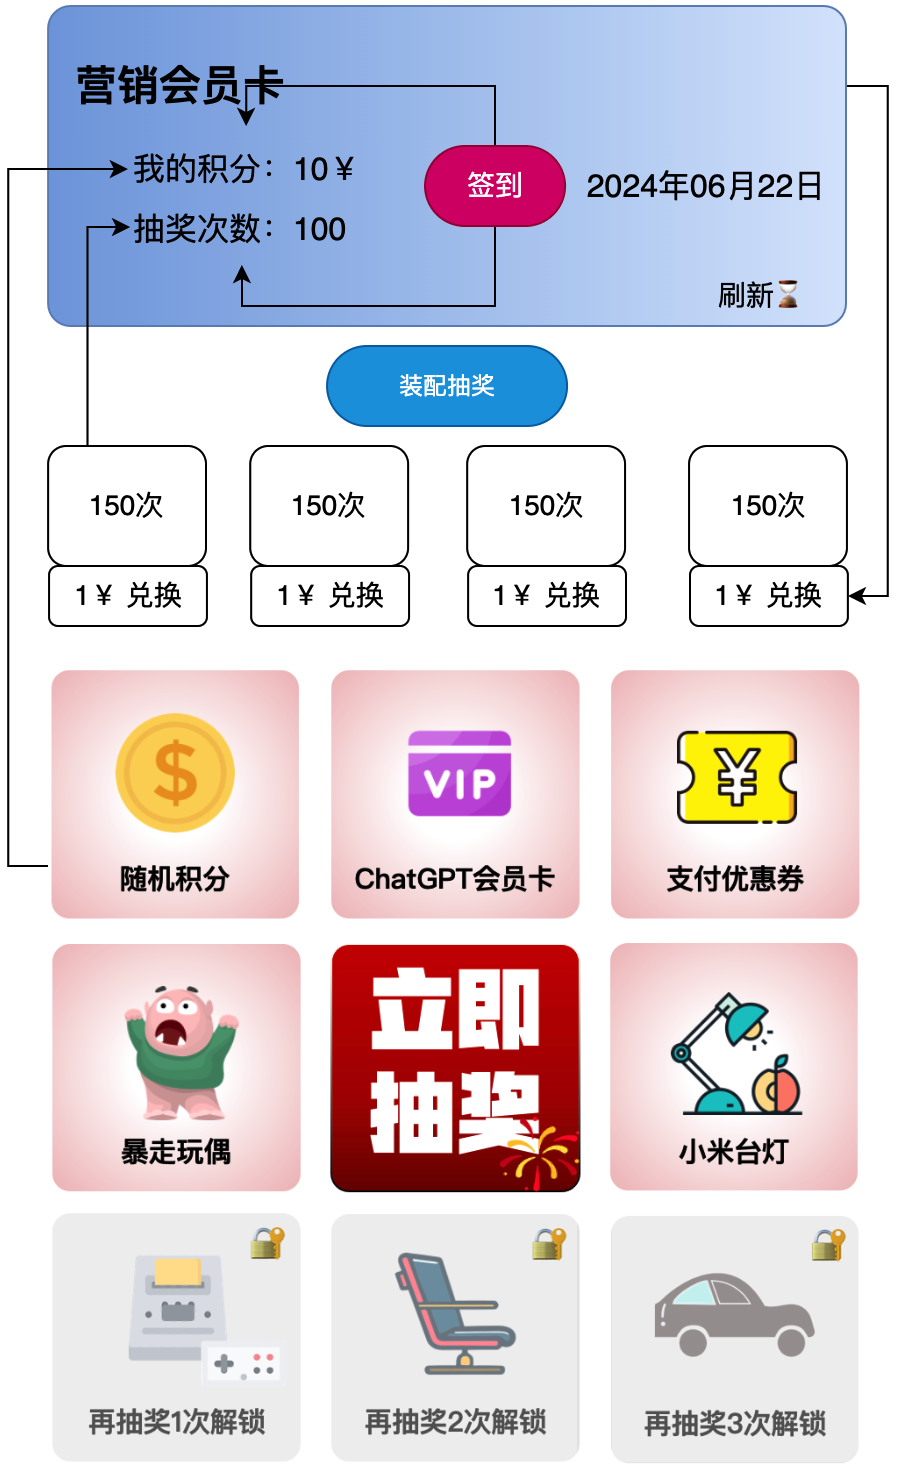 营销会员卡
我的积分：10￥
签到
2024年06月22日
抽奖次数：100
刷新
装配抽奖
150次
150次
150次
150次
1￥ 兑换
1￥ 兑换
1￥ 兑换
1￥ 兑换
$
VIP
¥
随机积分
ChatGPT会员卡
支付优惠券
立即
抽奖
暴走玩偶
小米台灯
再抽奖1次解锁
再抽奖2次解锁
再抽奖3次解锁